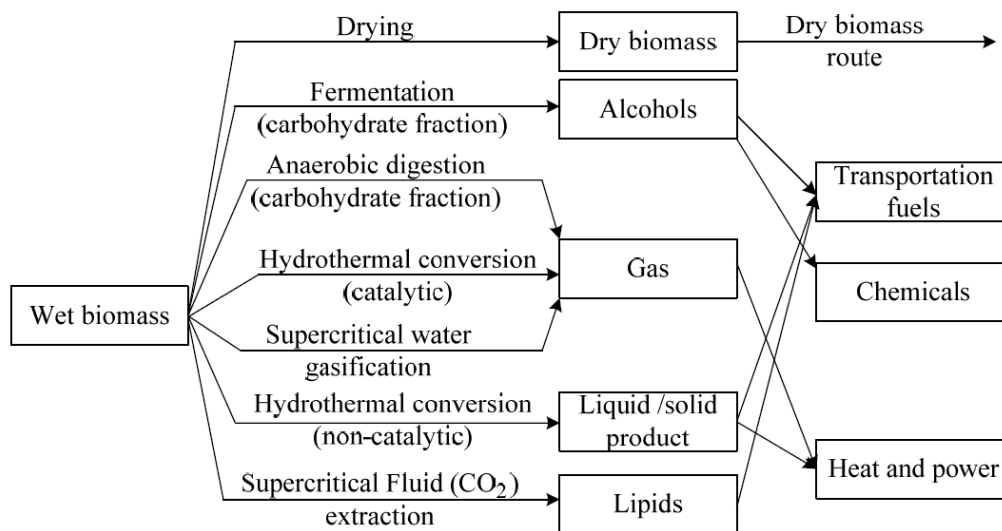 Drying
Dry biomass
Dry biomass
route
Fermentation
(carbohydrate fraction)
Alcohols
Anaerobic digestion
(carbohydrate fraction)
Transportation
fuels
Hydrothermal conversion
(catalytic)
Gas
Chemicals
Wet biomass
Supercritical water
gasification
Hydrothermal conversion
(non-catalytic)
Liquid /solid
product
Heat and power
Supercritical Fluid (CO₂)
extraction
Lipids